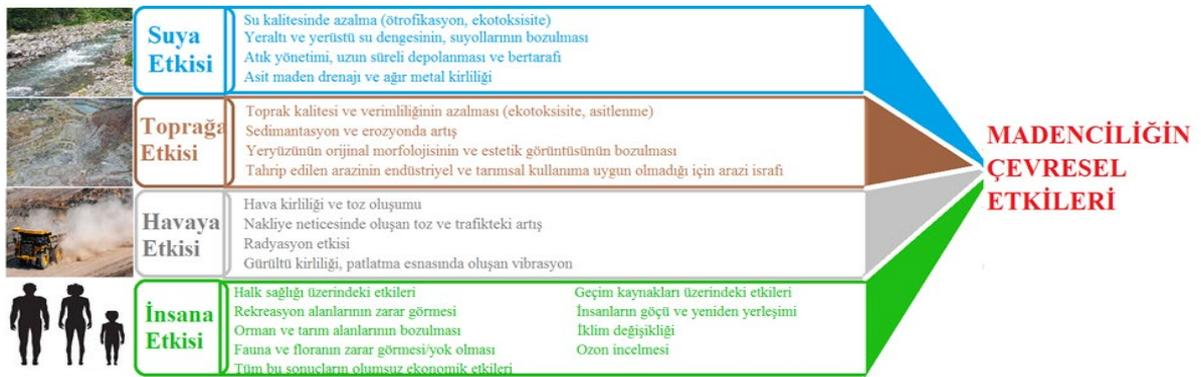 Suya
Etkisi
Su kalitesinde azalma (ötrofikasyon, ekotoksisite)
Yeraltı ve yerüstü su dengesinin, suyollarının bozulması
Atık yönetimi, uzun süreli depolanması ve bertarafı
Asit maden drenajı ve ağır metal kirliliği
Toprağa
Etkisi
Toprak kalitesi ve verimliliğinin azalması (ekotoksisite, asitlenme)
Sedimantasyon ve erozyonda artış
Yeryüzünün orijinal morfolojisinin ve estetik görüntüsünün bozulması
Tahrip edilen arazinin endüstriyel ve tarımsal kullanıma uygun olmadığı için arazi israfı
Havaya
Etkisi
Hava kirliliği ve toz oluşumu
Nakliye neticesinde oluşan toz ve trafikteki artış
Radyasyon etkisi
Gürültü kirliliği, patlatma esnasında oluşan vibrasyon
İnsana
Etkisi
Halk sağlığı üzerindeki etkileri
Rekreasyon alanlarının zarar görmesi
Orman ve tarım alanlarının bozulması
Fauna ve floranın zarar görmesi/yok olması
Tüm bu sonuçların olumsuz ekonomik etkileri
Geçim kaynakları üzerindeki etkileri
İnsanların göçü ve yeniden yerleşimi
İklim değişikliği
Ozon incelmesi
MADENCİLİĞİN
ÇEVRESEL
ETKİLERİ